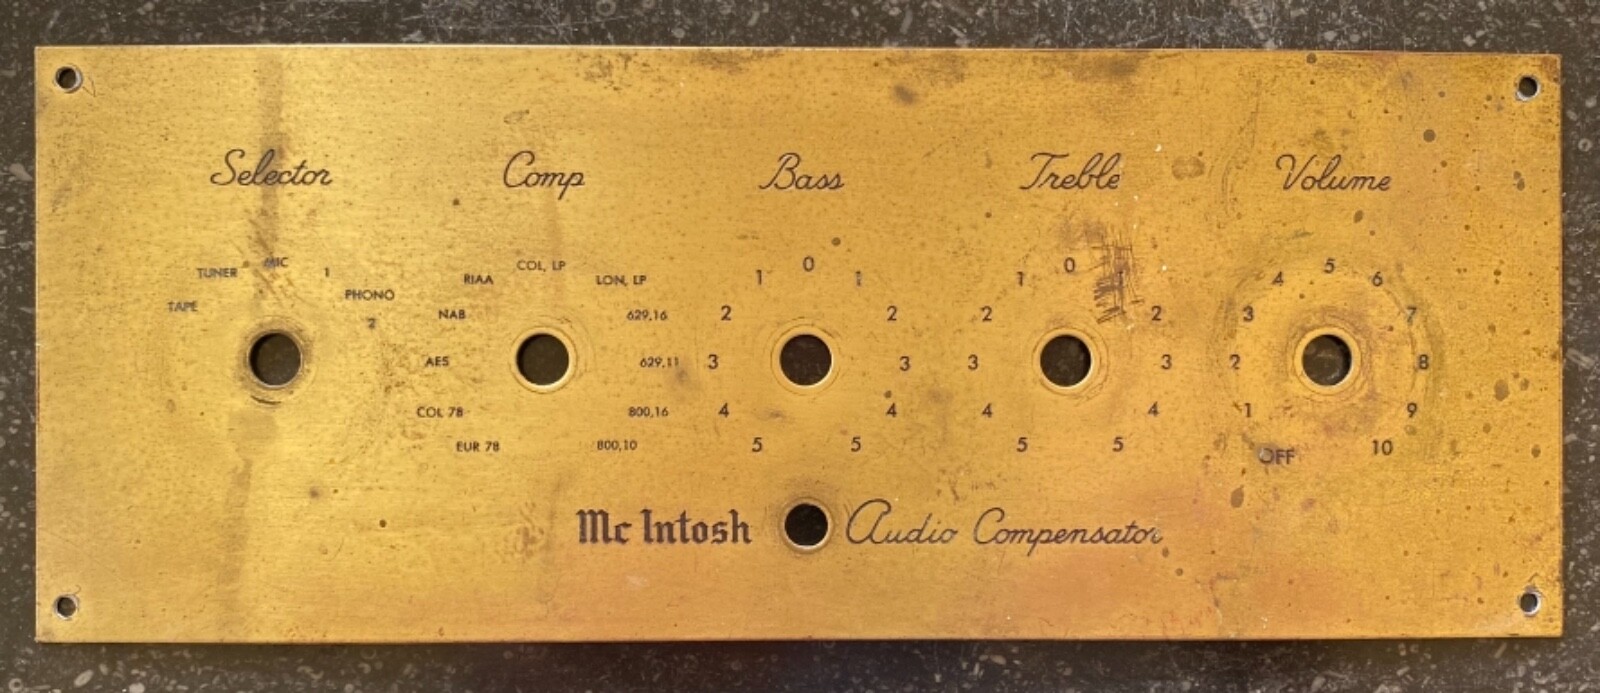 Selector Comp Bass Treble Volume
TAPE TUNER MIC 1 PHONO 2
EUR 78 COL 78 AES NAB RIAA COL, LP LON, LP 629,16 629,11 800,16 800,10
5 4 3 2 1 0 1 2 3 4 5
5 4 3 2 1 0 1 2 3 4 5
OFF 1 2 3 4 5 6 7 8 9 10
Mc Intosh Audio Compensator